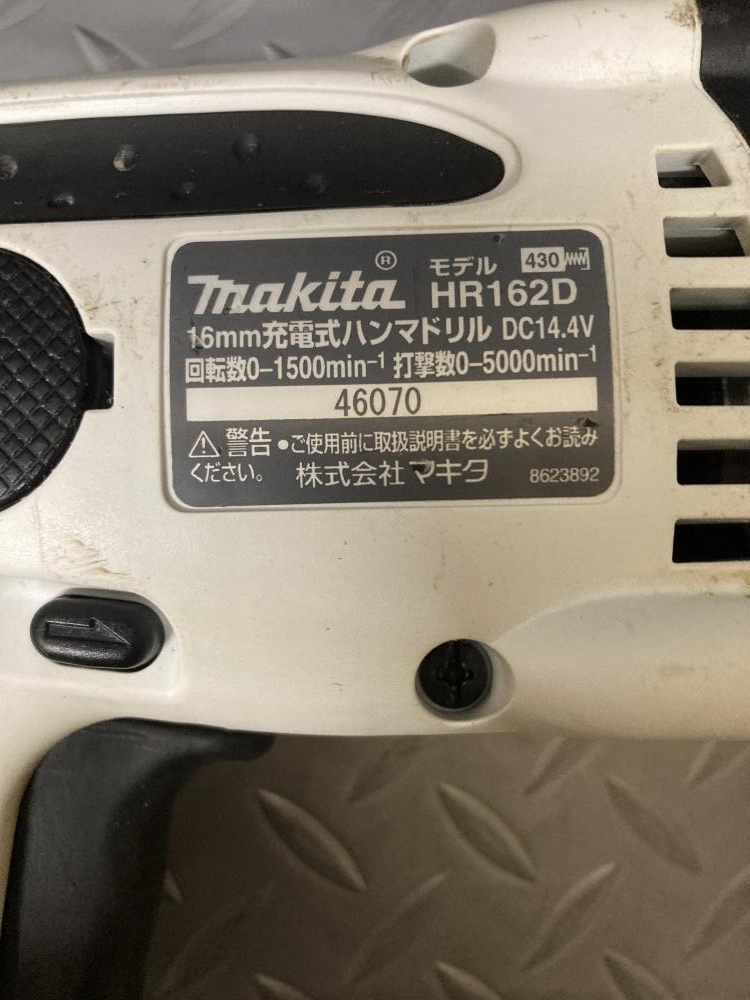 makita® モデル 430
HR162D
16mm充電式ハンマドリル DC14.4V
回転数0-1500min⁻¹ 打撃数0-5000min⁻¹
46070
⚠ 警告 ●ご使用前に取扱説明書を必ずよくお読み
ください。 株式会社 マキタ 8623892